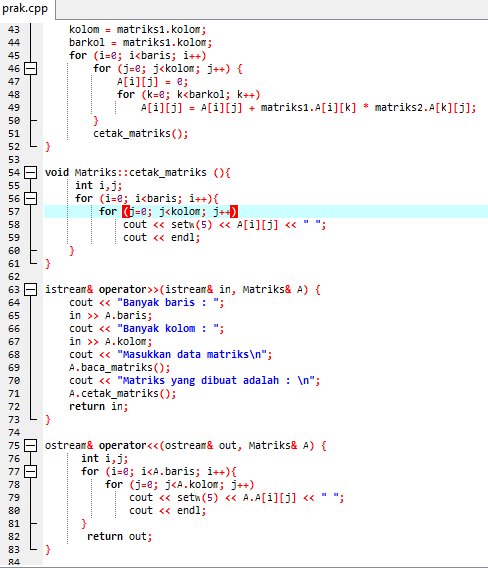 prak.cpp
43 kolom = matriks1.kolom;
44 barkol = matriks1.kolom;
45 for (i=0; i<baris; i++)
46 for (j=0; j<kolom; j++) {
47 A[i][j] = 0;
48 for (k=0; k<barkol; k++)
49 A[i][j] = A[i][j] + matriks1.A[i][k] * matriks2.A[k][j];
50 }
51 cetak_matriks();
52 }
53
54 void Matriks::cetak_matriks (){
55 int i,j;
56 for (i=0; i<baris; i++){
57 for (j=0; j<kolom; j++)
58 cout << setw(5) << A[i][j] << " ";
59 cout << endl;
60 }
61 }
62
63 istream& operator>>(istream& in, Matriks& A) {
64 cout << "Banyak baris : ";
65 in >> A.baris;
66 cout << "Banyak kolom : ";
67 in >> A.kolom;
68 cout << "Masukkan data matriks\n";
69 A.baca_matriks();
70 cout << "Matriks yang dibuat adalah : \n";
71 A.cetak_matriks();
72 return in;
73 }
74
75 ostream& operator<<(ostream& out, Matriks& A) {
76 int i,j;
77 for (i=0; i<A.baris; i++){
78 for (j=0; j<A.kolom; j++)
79 cout << setw(5) << A.A[i][j] << " ";
80 cout << endl;
81 }
82 return out;
83 }
84